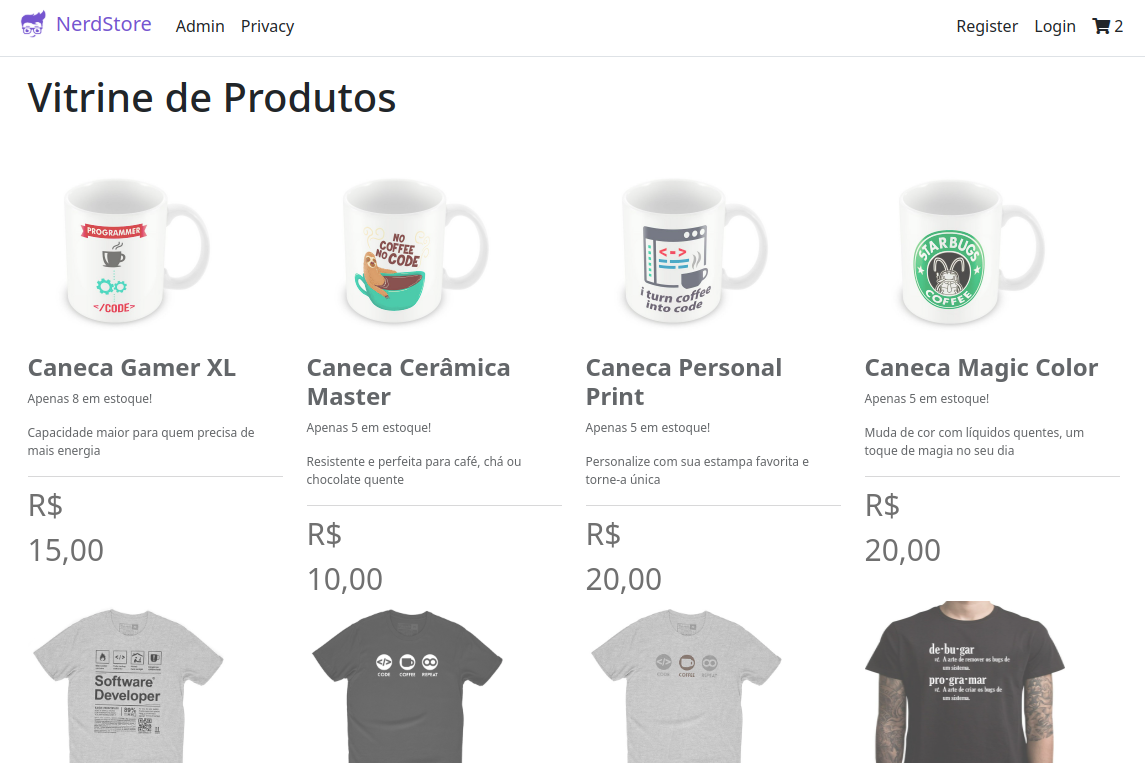 NerdStore
Admin
Privacy
Register
Login
2
Vitrine de Produtos
PROGRAMMER
</CODE>
NO
COFFEE
NO CODE
<->
i turn coffee
into code
STARBUGS
COFFEE
Caneca Gamer XL
Apenas 8 em estoque!
Capacidade maior para quem precisa de
mais energia
R$
15,00
Caneca Cerâmica
Master
Apenas 5 em estoque!
Resistente e perfeita para café, chá ou
chocolate quente
R$
10,00
Caneca Personal
Print
Apenas 5 em estoque!
Personalize com sua estampa favorita e
torne-a única
R$
20,00
Caneca Magic Color
Apenas 5 em estoque!
Muda de cor com líquidos quentes, um
toque de magia no seu dia
R$
20,00
</>
Software
Developer
89%
</>
CODE
COFFEE
REPEAT
</>
CODE
COFFEE
REPEAT
de·bu·gar
vt. A arte de remover os bugs de
um sistema.
pro·gra·mar
vt. A arte de criar os bugs de
um sistema.